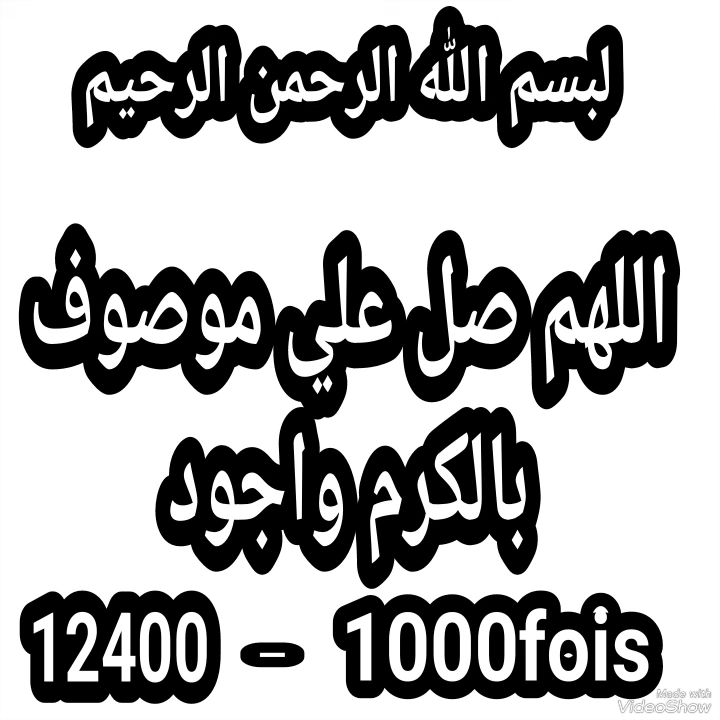 لبسم الله الرحمن الرحيم
اللهم صل علي موصوف
بالكرم واجود
12400 - 1000fois
Made with
VideoShow